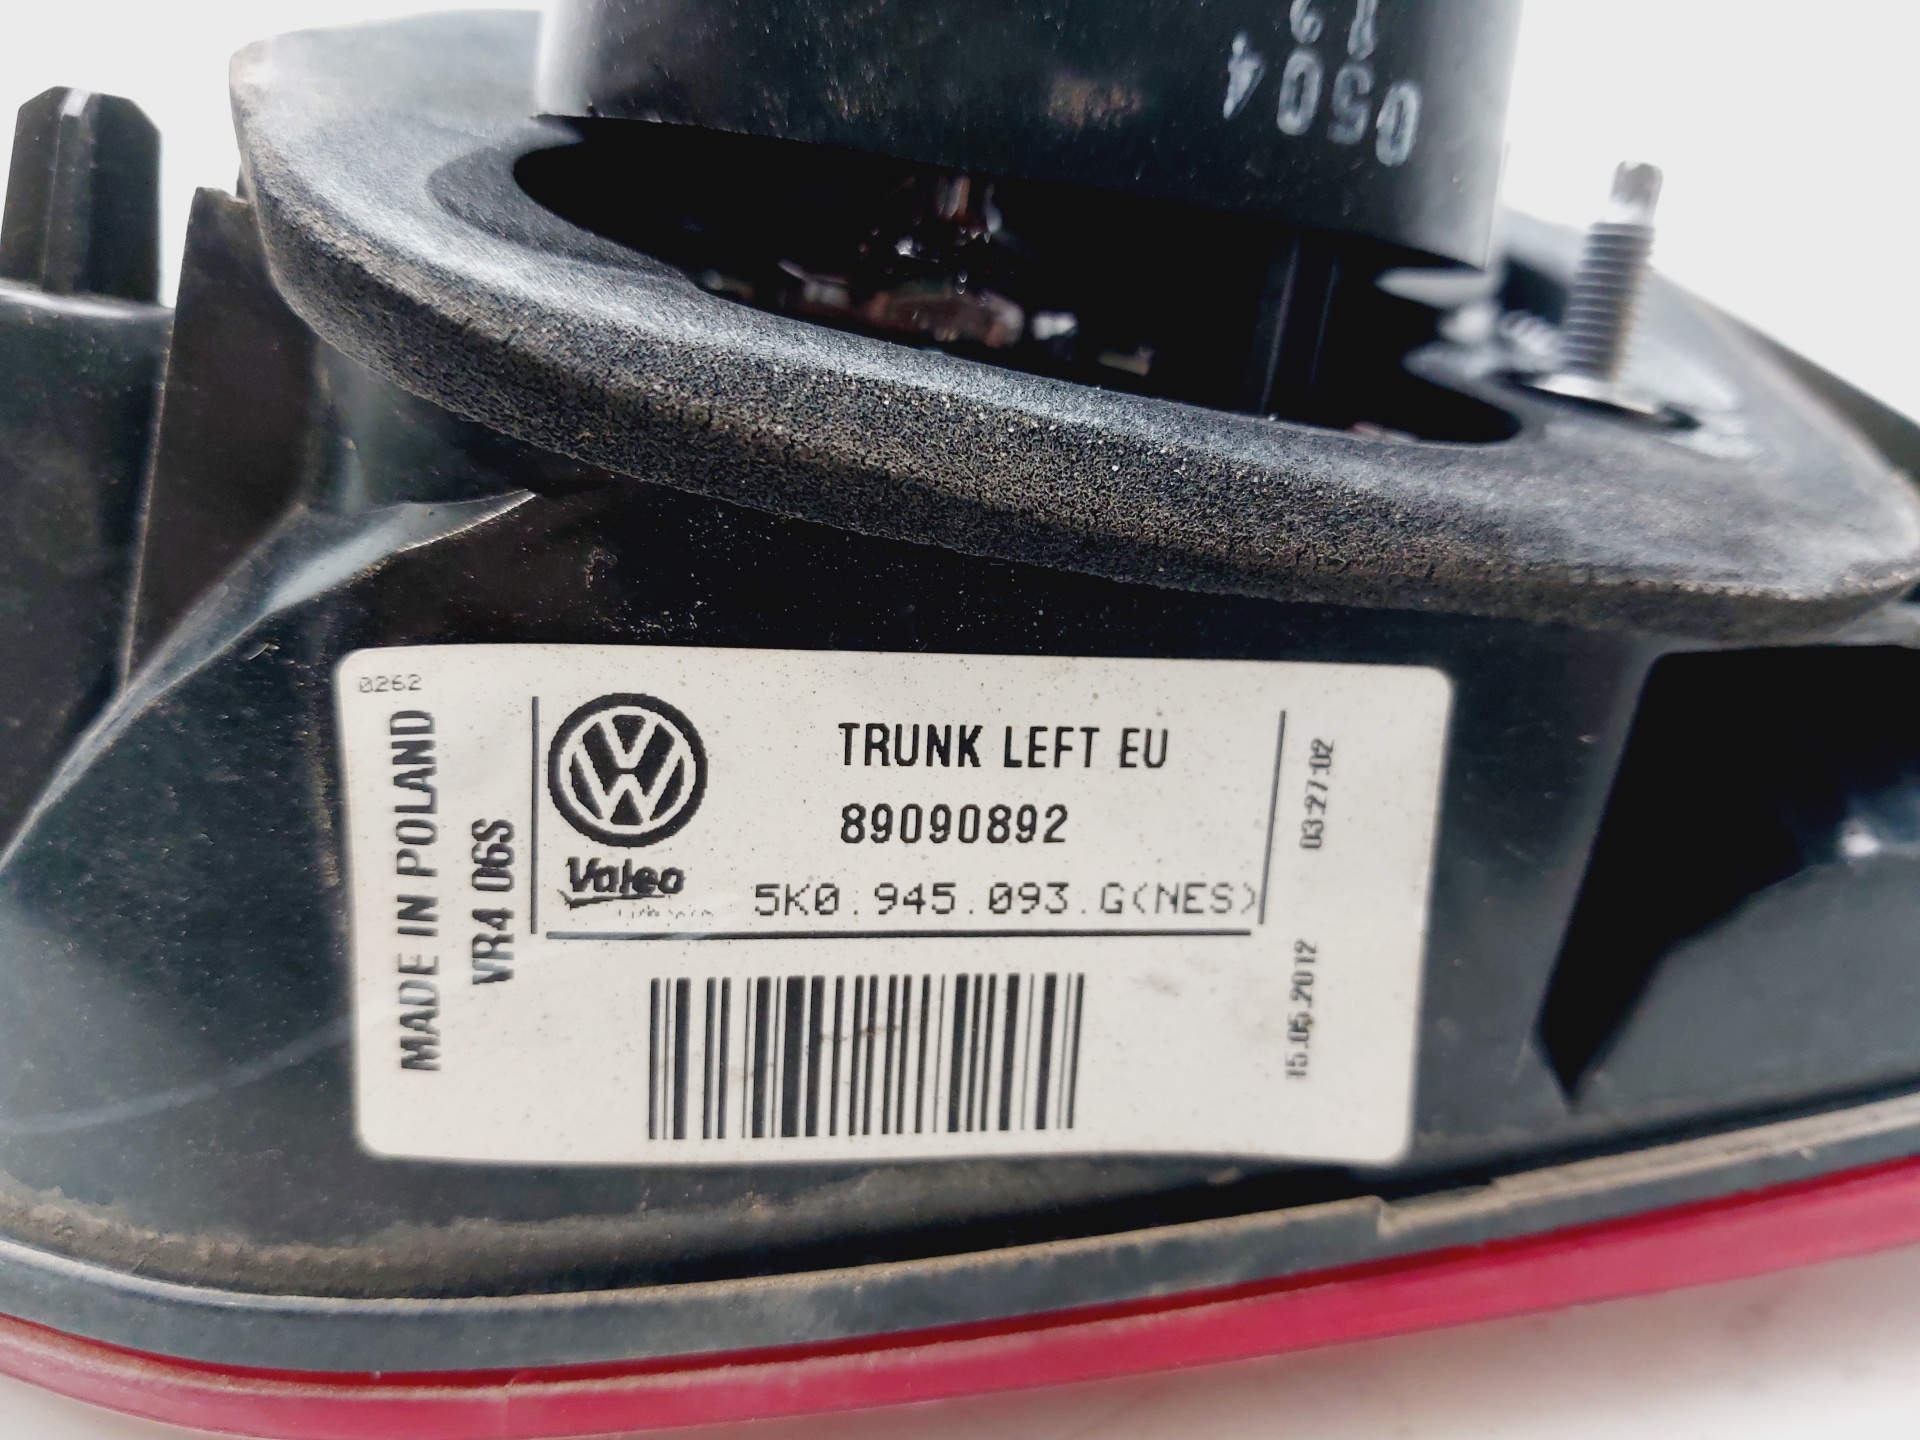 0504
0262
MADE IN POLAND
VR4 06S
VW
Valeo
TRUNK LEFT EU
89090892
5K0.945.093.G(NES)
03:27:02
15.05.2012